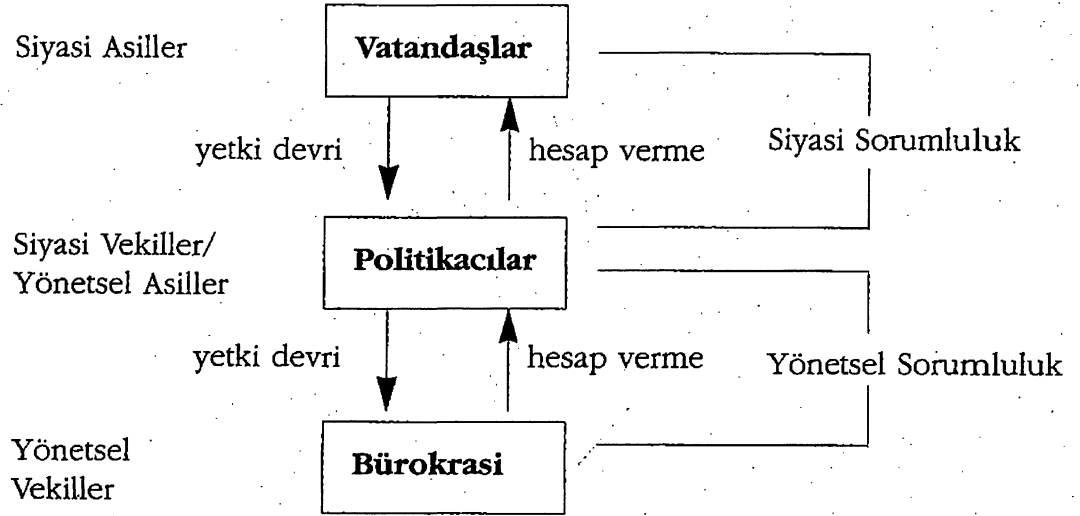 Siyasi Asiller
Vatandaşlar
yetki devri
hesap verme
Siyasi Sorumluluk
Siyasi Vekiller/
Yönetsel Asiller
Politikacılar
yetki devri
hesap verme
Yönetsel Sorumluluk
Yönetsel
Vekiller
Bürokrasi